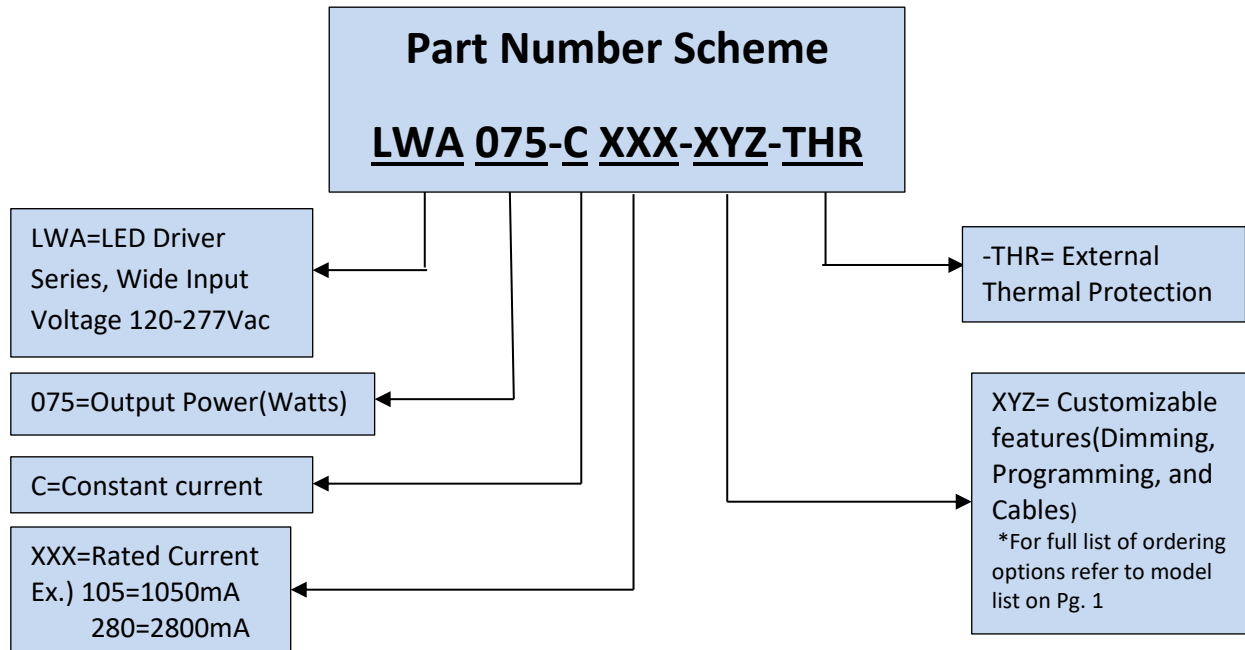 Part Number Scheme
LWA 075-C XXX-XYZ-THR
LWA=LED Driver
Series, Wide Input
Voltage 120-277Vac
075=Output Power(Watts)
C=Constant current
XXX=Rated Current
Ex.) 105=1050mA
280=2800mA
-THR= External
Thermal Protection
XYZ= Customizable
features(Dimming,
Programming, and
Cables)
*For full list of ordering
options refer to model
list on Pg. 1